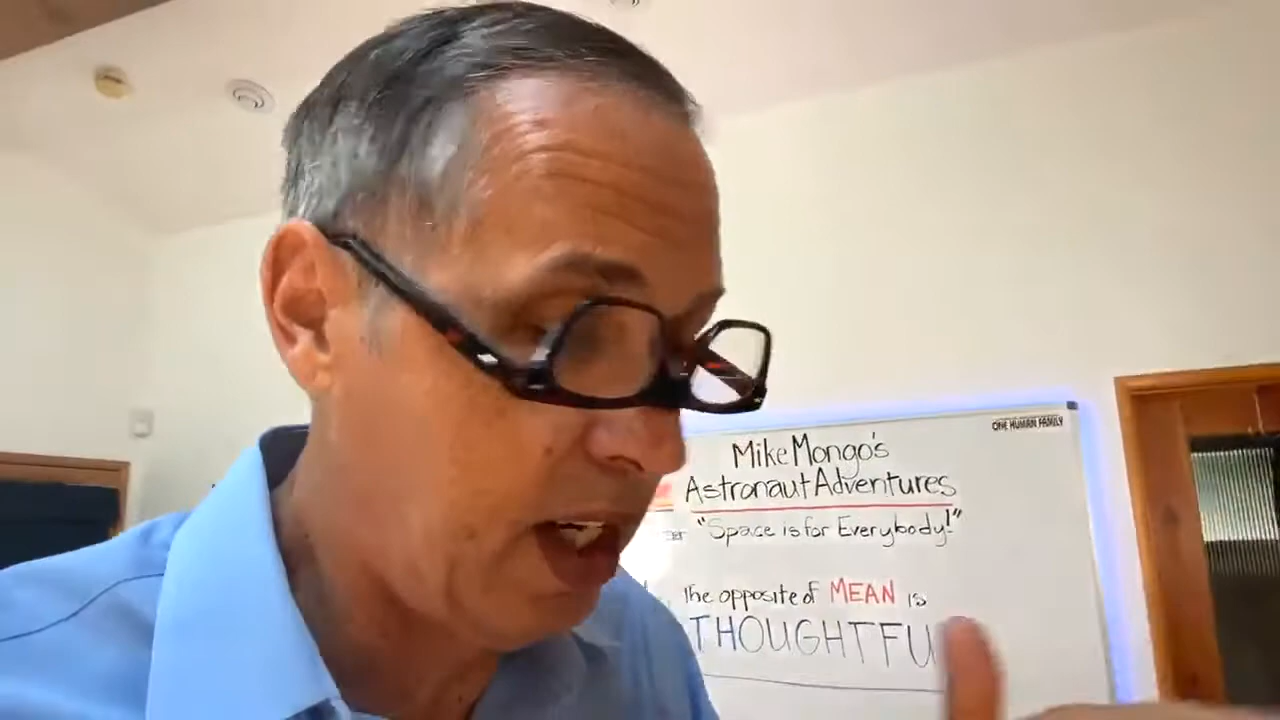 ONE HUMAN FAMILY
Mike Mongo's
Astronaut Adventures
"Space is for Everybody!"
The opposite of MEAN is
THOUGHTFU